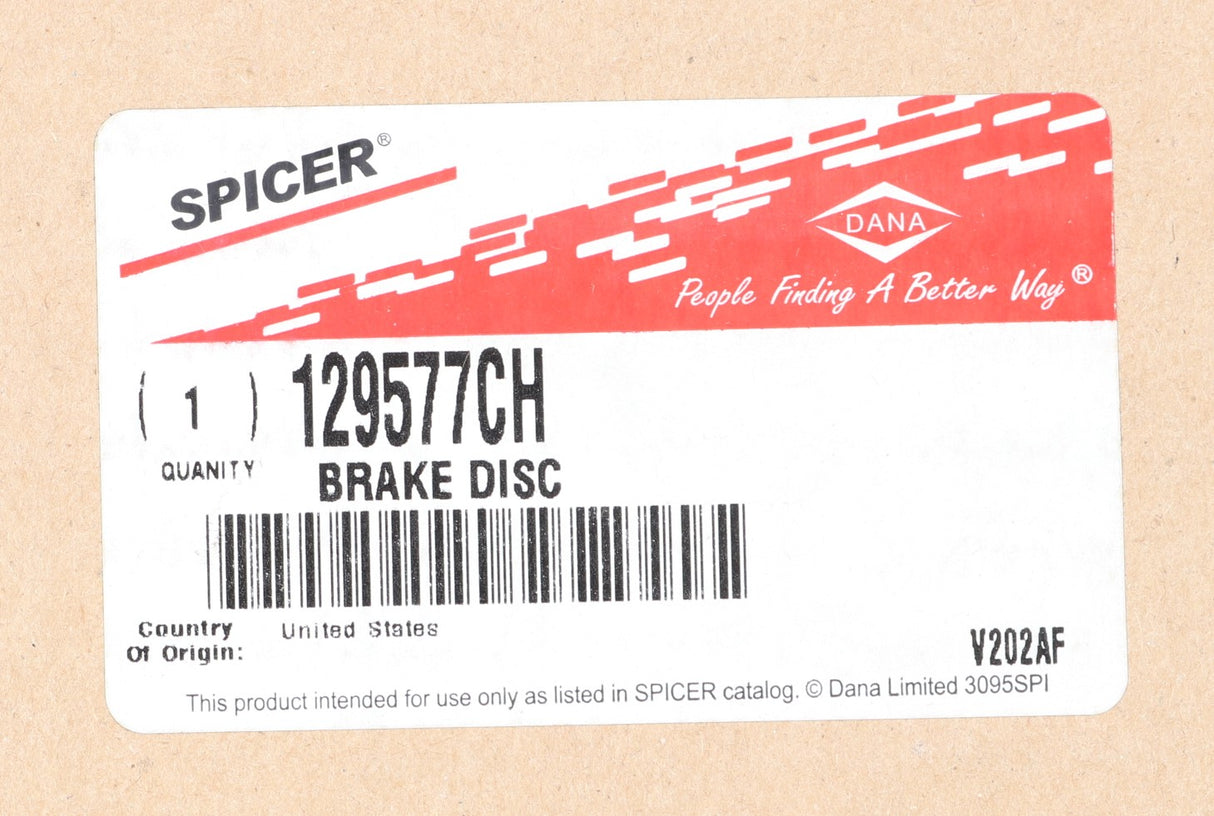 SPICER®
DANA
People Finding A Better Way®
( 1 ) 129577CH
QUANITY
BRAKE DISC
Country United States
Of Origin:
V202AF
This product intended for use only as listed in SPICER catalog. © Dana Limited 3095SPI